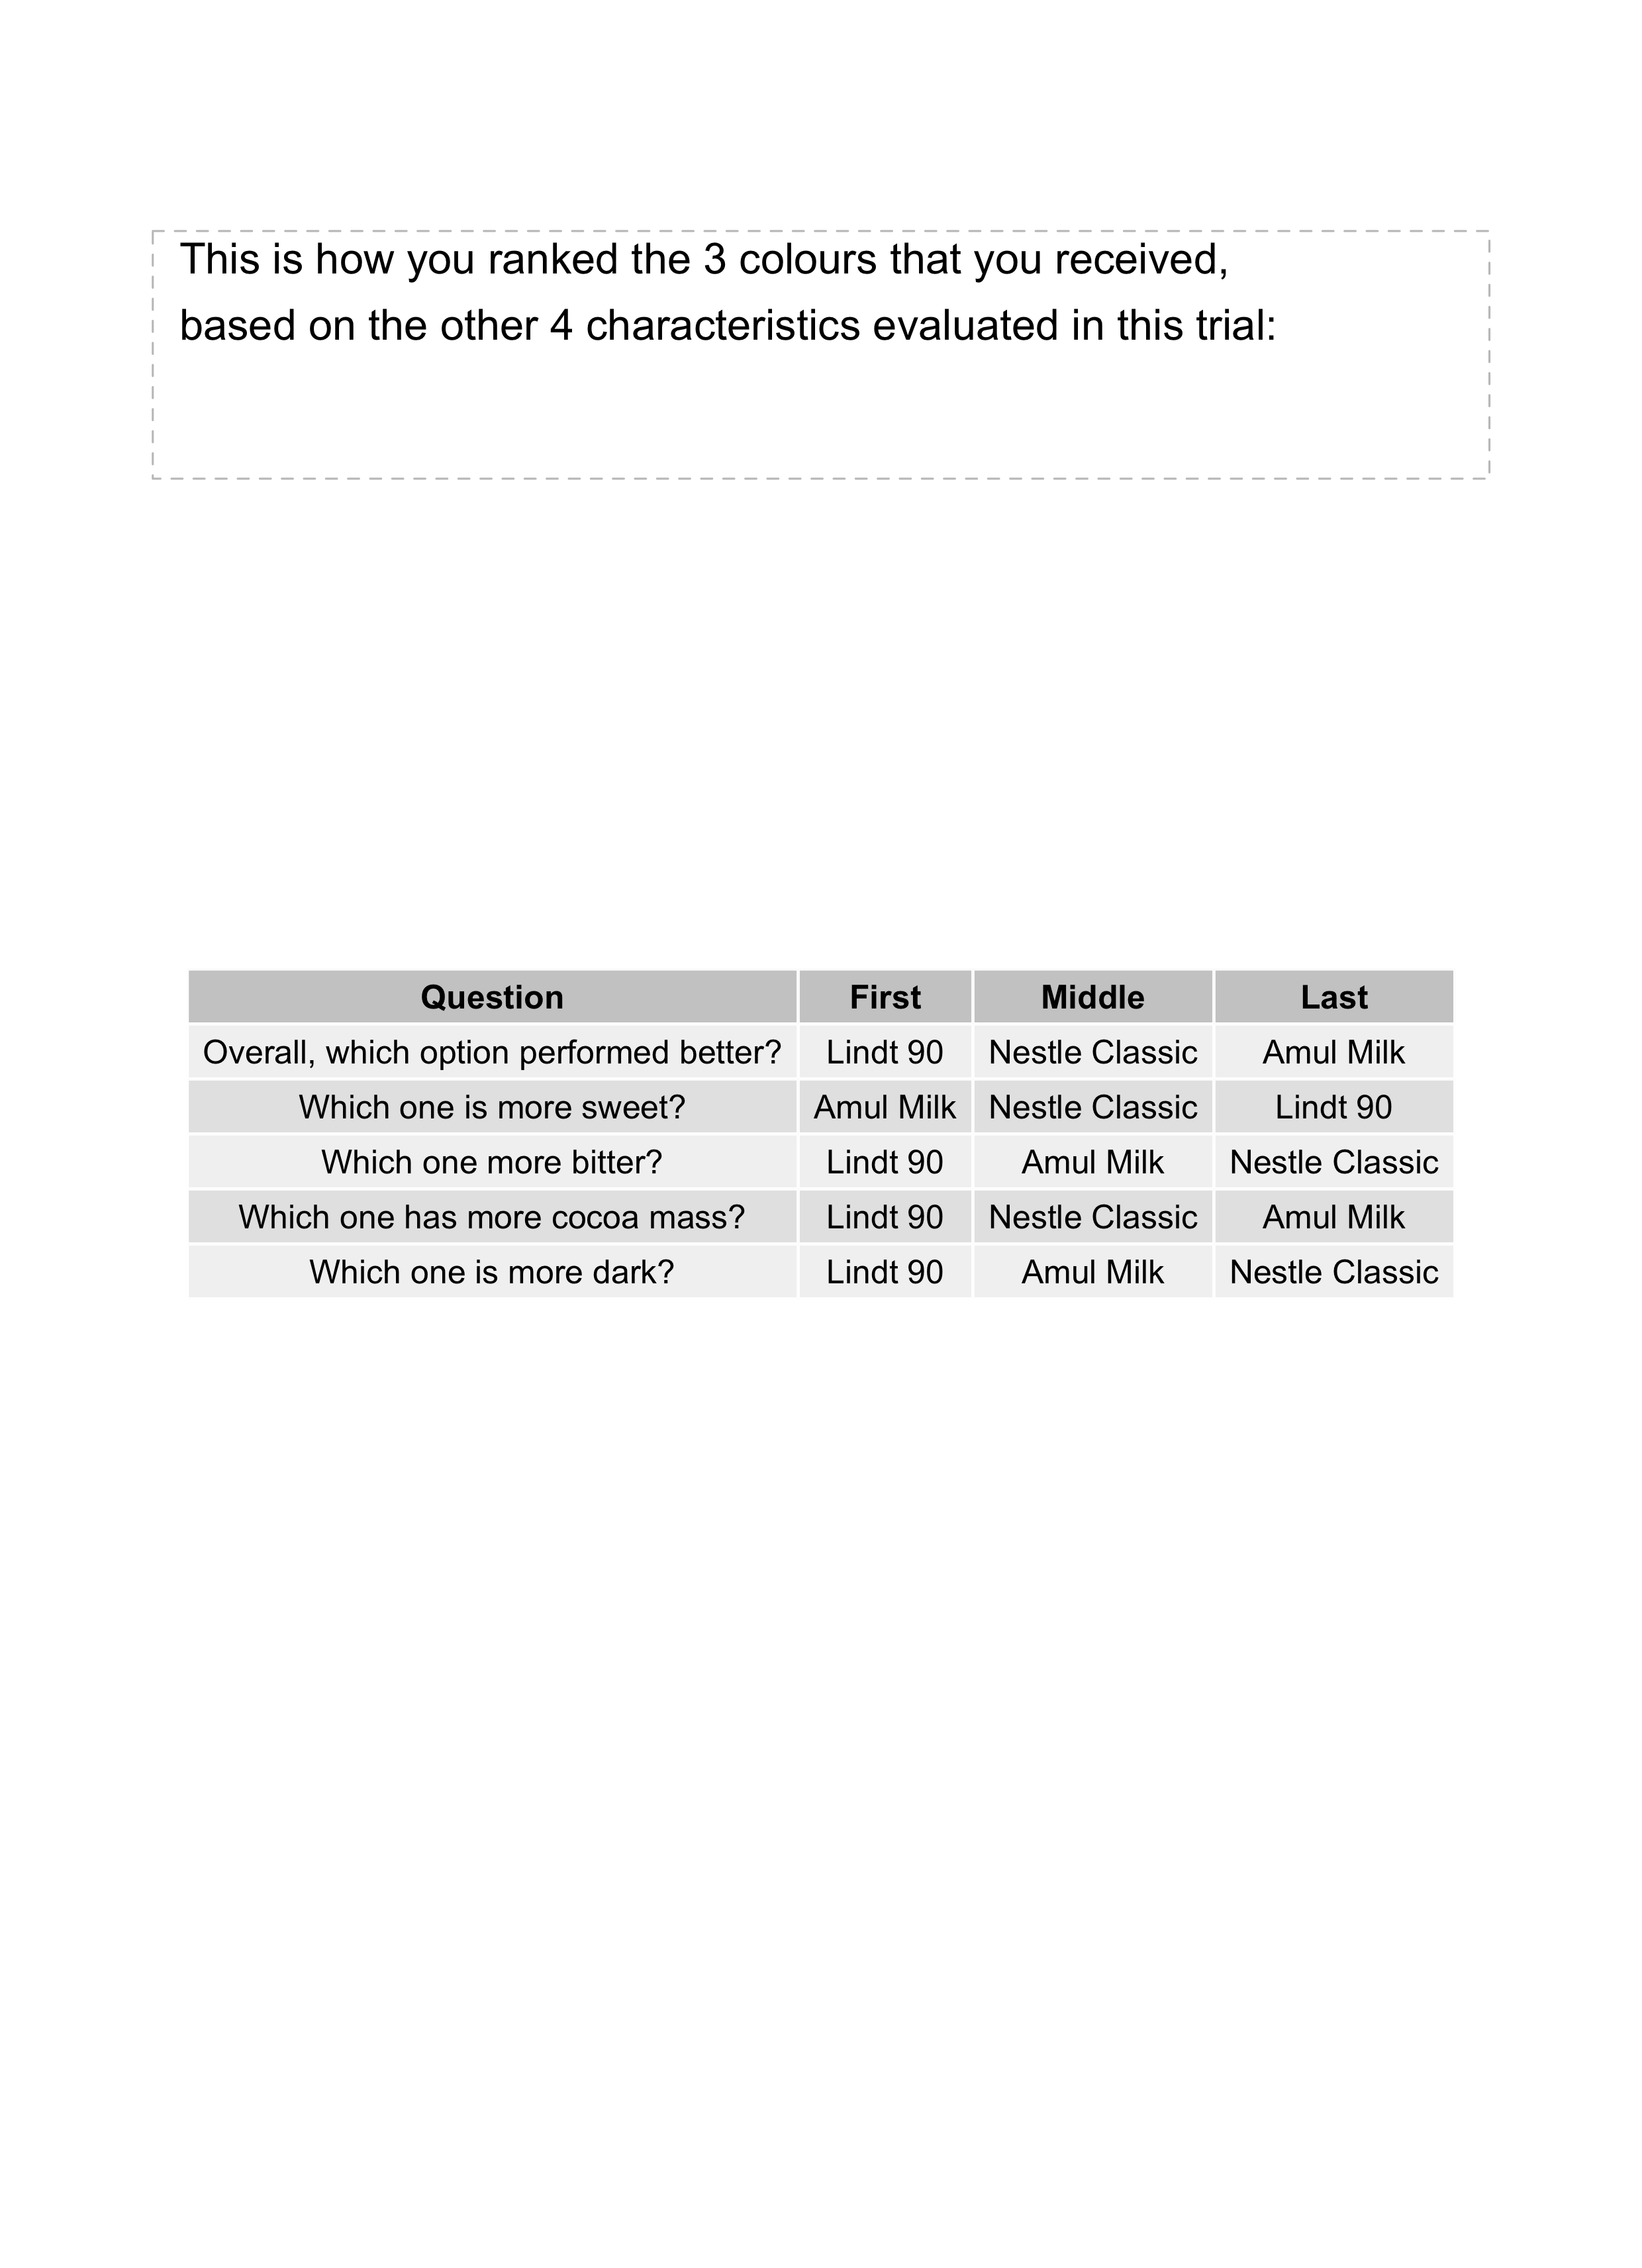 This is how you ranked the 3 colours that you received,
based on the other 4 characteristics evaluated in this trial:
Question First Middle Last
Overall, which option performed better? Lindt 90 Nestle Classic Amul Milk
Which one is more sweet? Amul Milk Nestle Classic Lindt 90
Which one more bitter? Lindt 90 Amul Milk Nestle Classic
Which one has more cocoa mass? Lindt 90 Nestle Classic Amul Milk
Which one is more dark? Lindt 90 Amul Milk Nestle Classic